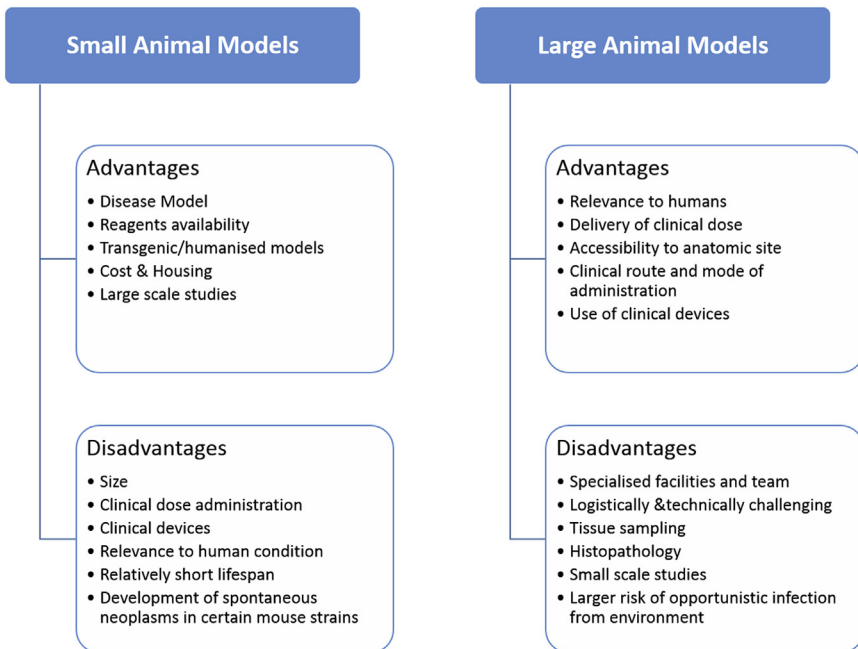 Small Animal Models
Advantages
• Disease Model
• Reagents availability
• Transgenic/humanised models
• Cost & Housing
• Large scale studies
Disadvantages
• Size
• Clinical dose administration
• Clinical devices
• Relevance to human condition
• Relatively short lifespan
• Development of spontaneous
neoplasms in certain mouse strains
Large Animal Models
Advantages
• Relevance to humans
• Delivery of clinical dose
• Accessibility to anatomic site
• Clinical route and mode of
administration
• Use of clinical devices
Disadvantages
• Specialised facilities and team
• Logistically &technically challenging
• Tissue sampling
• Histopathology
• Small scale studies
• Larger risk of opportunistic infection
from environment